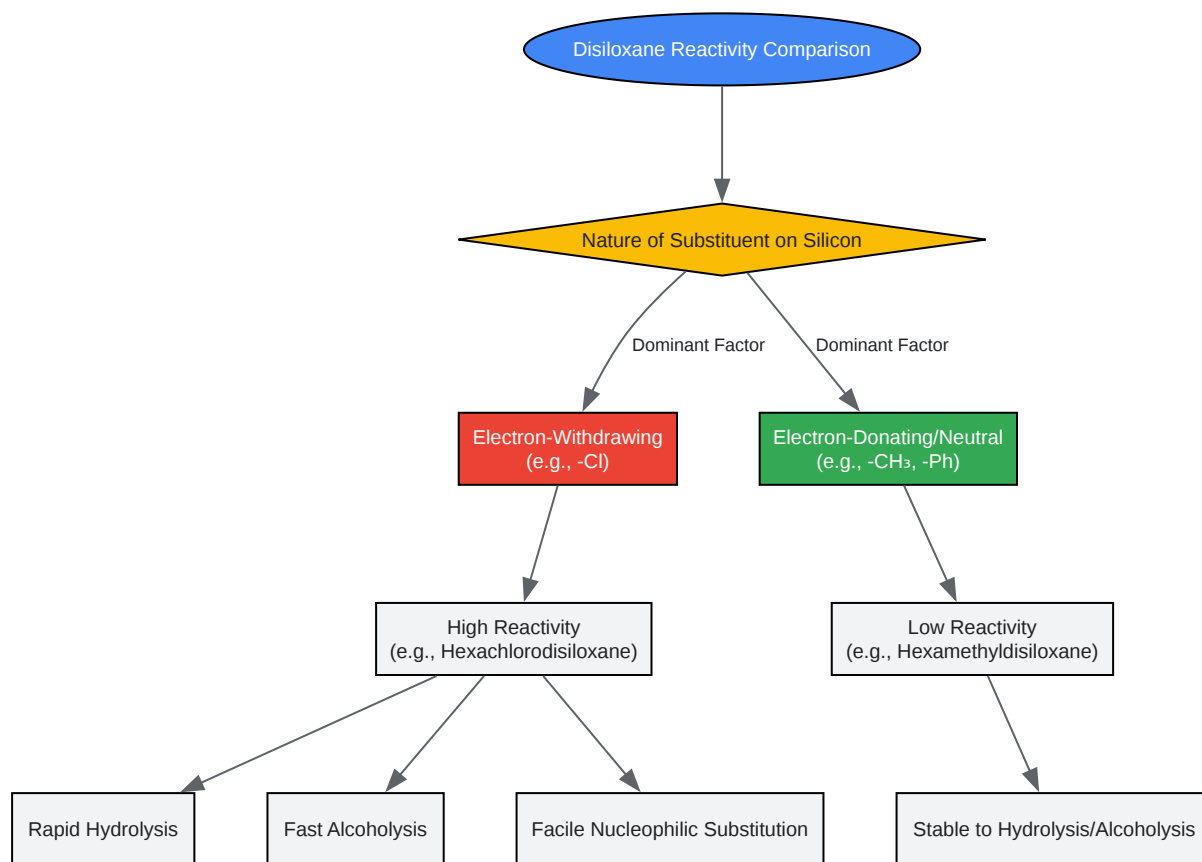 Disiloxane Reactivity Comparison
Nature of Substituent on Silicon
Dominant Factor
Dominant Factor
Electron-Withdrawing
(e.g., -Cl)
Electron-Donating/Neutral
(e.g., -CH₃, -Ph)
High Reactivity
(e.g., Hexachlorodisiloxane)
Low Reactivity
(e.g., Hexamethyldisiloxane)
Rapid Hydrolysis
Fast Alcoholysis
Facile Nucleophilic Substitution
Stable to Hydrolysis/Alcoholysis